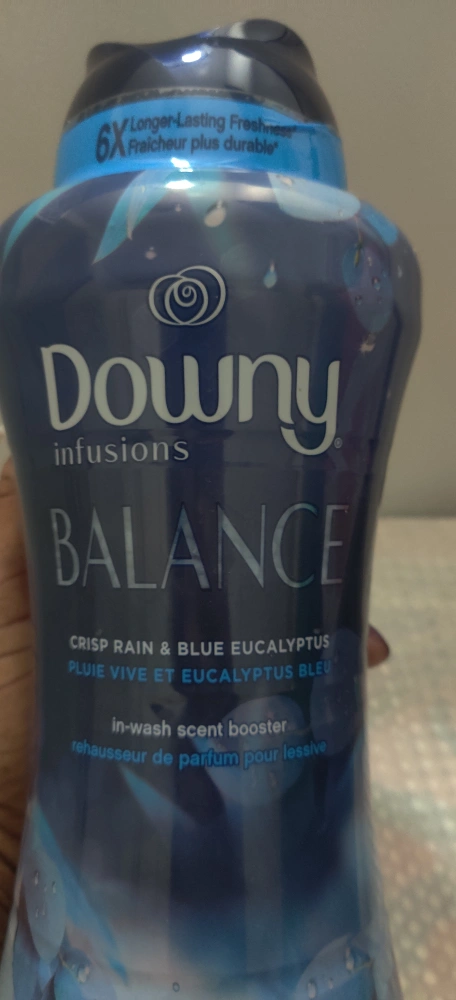 6X Longer-Lasting Freshness*
Fraîcheur plus durable*
Downy®
infusions
BALANCE
CRISP RAIN & BLUE EUCALYPTUS
PLUIE VIVE ET EUCALYPTUS BLEU
in-wash scent booster
rehausseur de parfum pour lessive